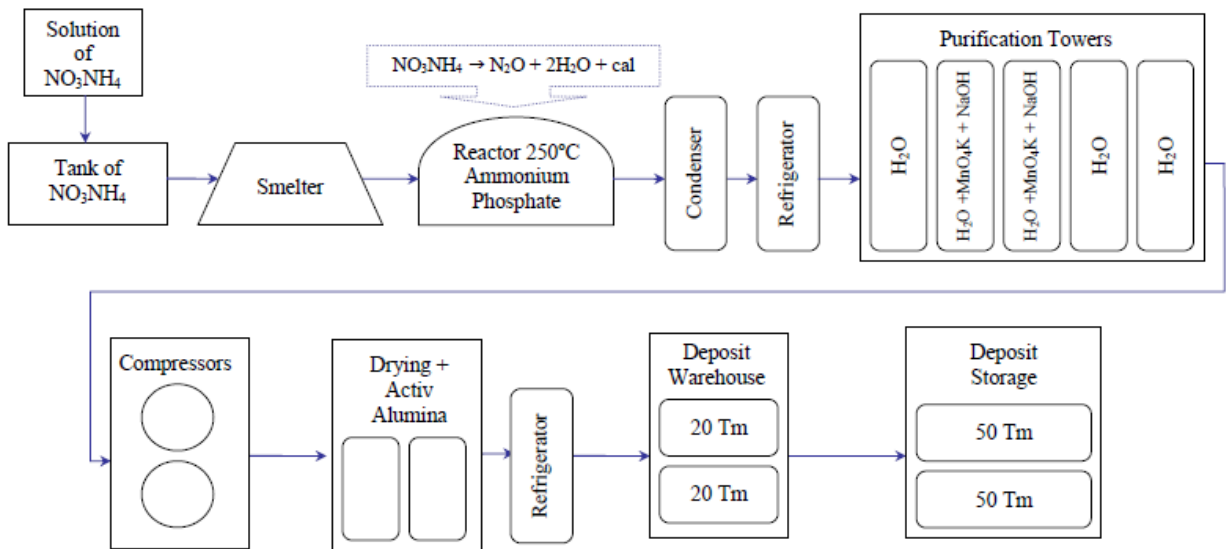 Solution
of
NO₃NH₄
Tank of
NO₃NH₄
Smelter
NO₃NH₄ → N₂O + 2H₂O + cal
Reactor 250ºC
Ammonium
Phosphate
Condenser
Refrigerator
Purification Towers
H₂O
H₂O +MnO₄K + NaOH
H₂O +MnO₄K + NaOH
H₂O
H₂O
Compressors
Drying +
Activ
Alumina
Refrigerator
Deposit
Warehouse
20 Tm
20 Tm
Deposit
Storage
50 Tm
50 Tm